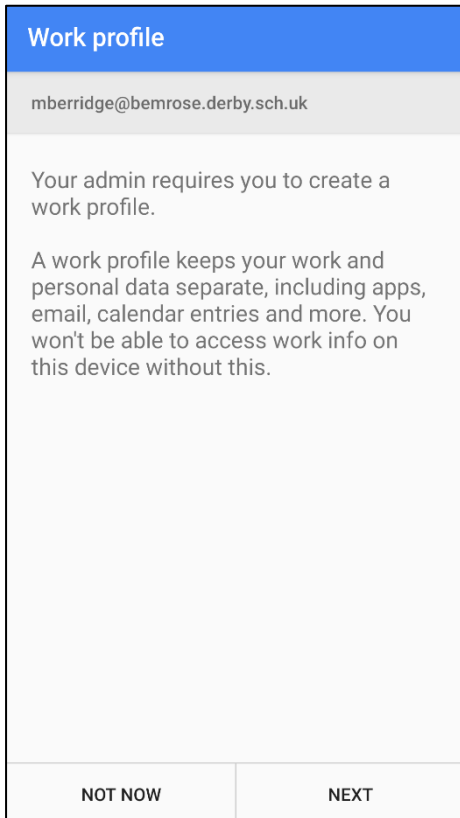 Work profile
mberridge@bemrose.derby.sch.uk
Your admin requires you to create a
work profile.
A work profile keeps your work and
personal data separate, including apps,
email, calendar entries and more. You
won't be able to access work info on
this device without this.
NOT NOW
NEXT